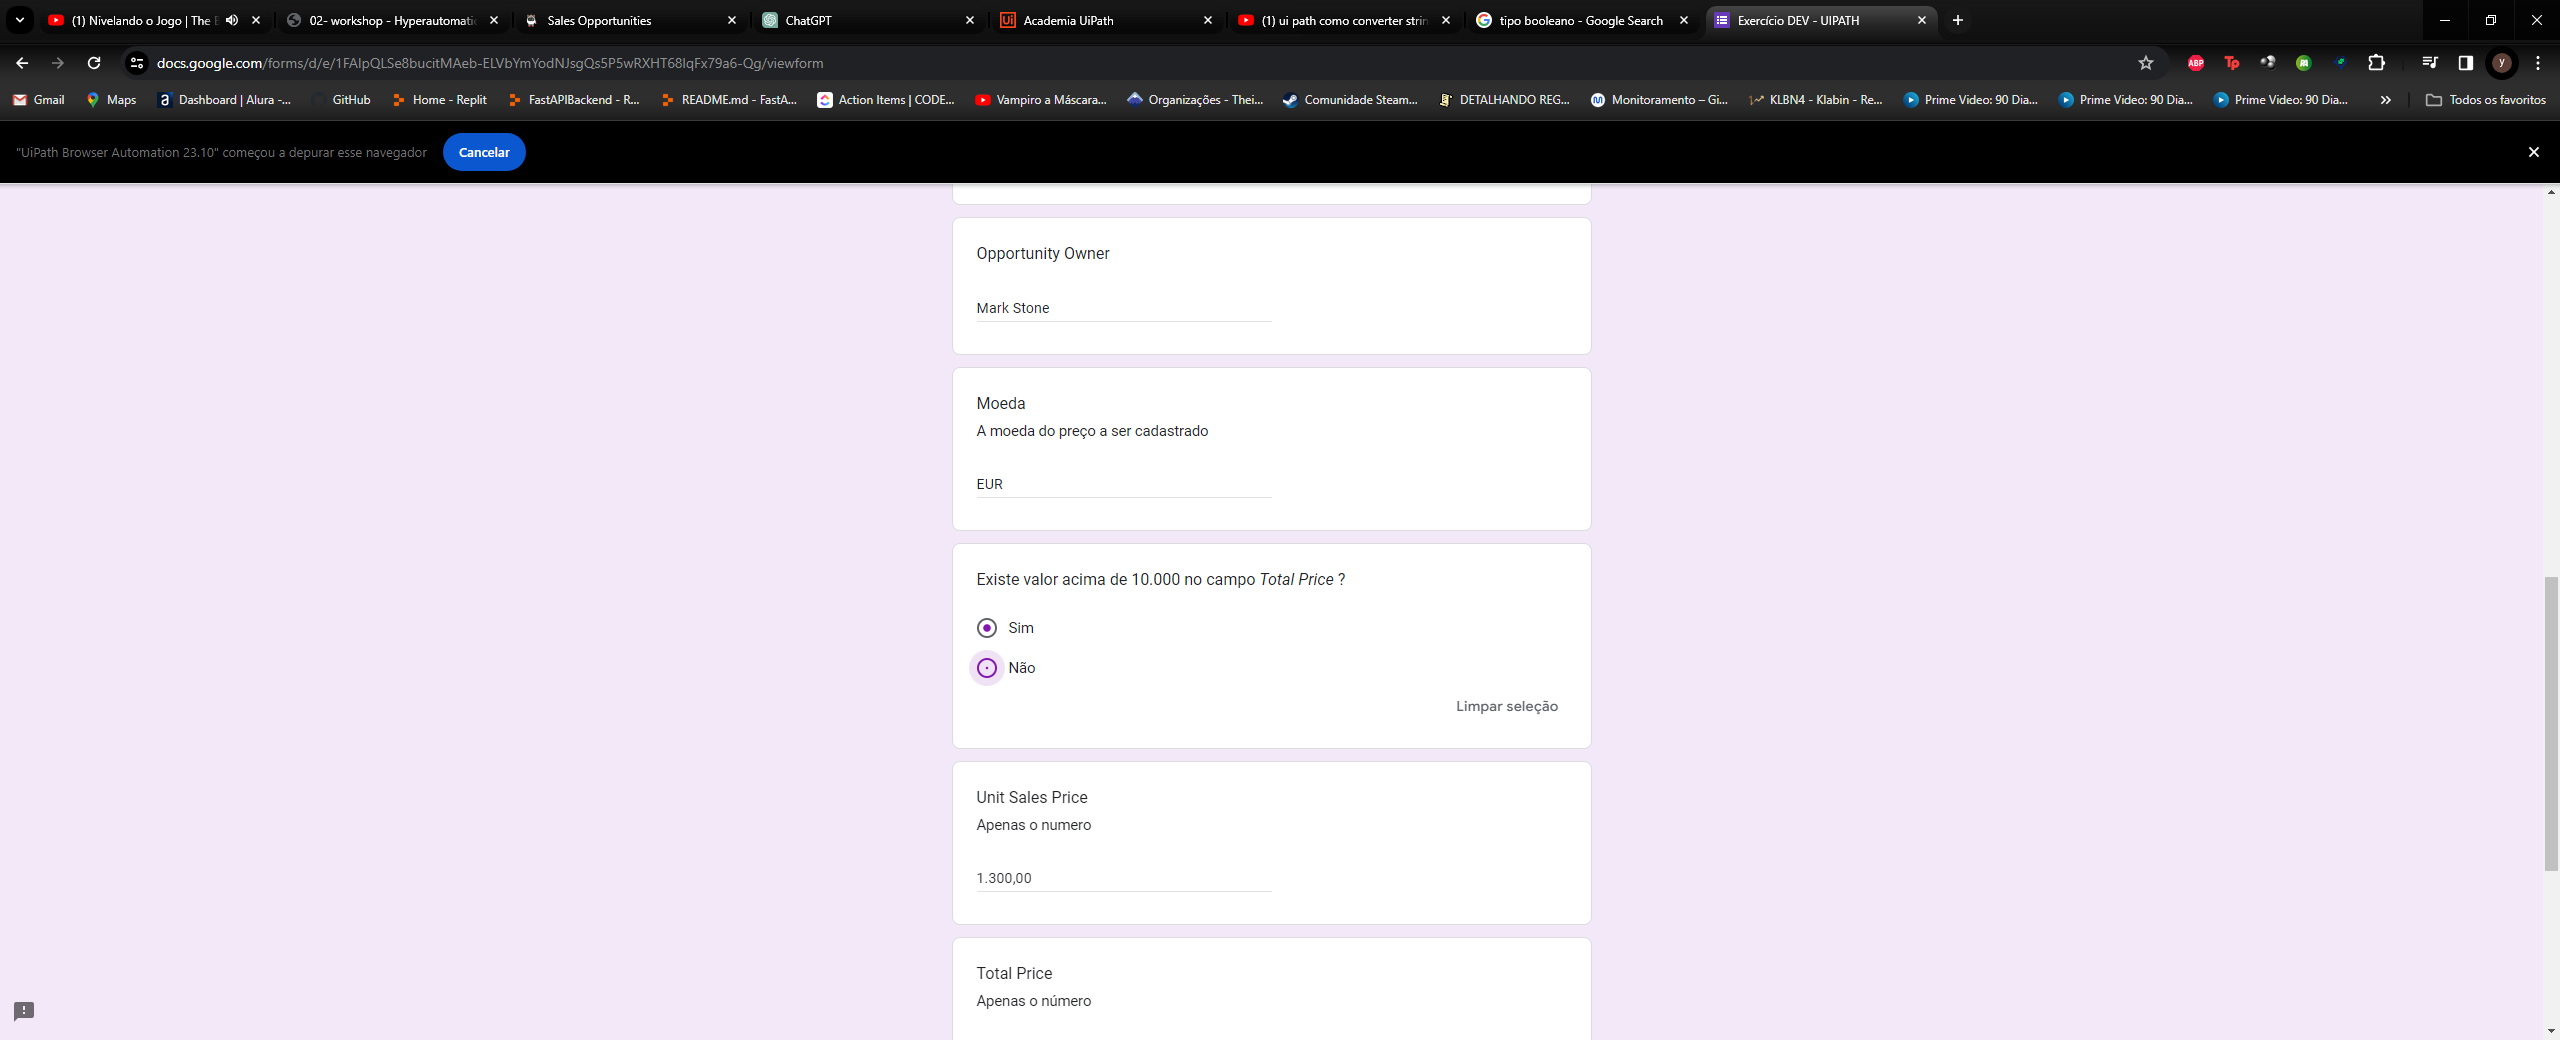 (1) Nivelando o Jogo | The B
02- workshop - Hyperautomatic
Sales Opportunities
ChatGPT
Academia UiPath
(1) ui path como converter strin
tipo booleano - Google Search
Exercício DEV - UIPATH
docs.google.com/forms/d/e/1FAIpQLSe8bucitMAeb-ELVbYmYodNJsgQs5P5wRXHT68IqFx79a6-Qg/viewform
Gmail
Maps
Dashboard | Alura -...
GitHub
Home - Replit
FastAPIBackend - R...
README.md - FastA...
Action Items | CODE...
Vampiro a Máscara...
Organizações - Thei...
Comunidade Steam...
DETALHANDO REG...
Monitoramento – Gi...
KLBN4 - Klabin - Re...
Prime Video: 90 Dia...
Prime Video: 90 Dia...
Prime Video: 90 Dia...
Todos os favoritos
"UiPath Browser Automation 23.10" começou a depurar esse navegador
Cancelar
Opportunity Owner
Mark Stone
Moeda
A moeda do preço a ser cadastrado
EUR
Existe valor acima de 10.000 no campo Total Price ?
Sim
Não
Limpar seleção
Unit Sales Price
Apenas o numero
1.300,00
Total Price
Apenas o número